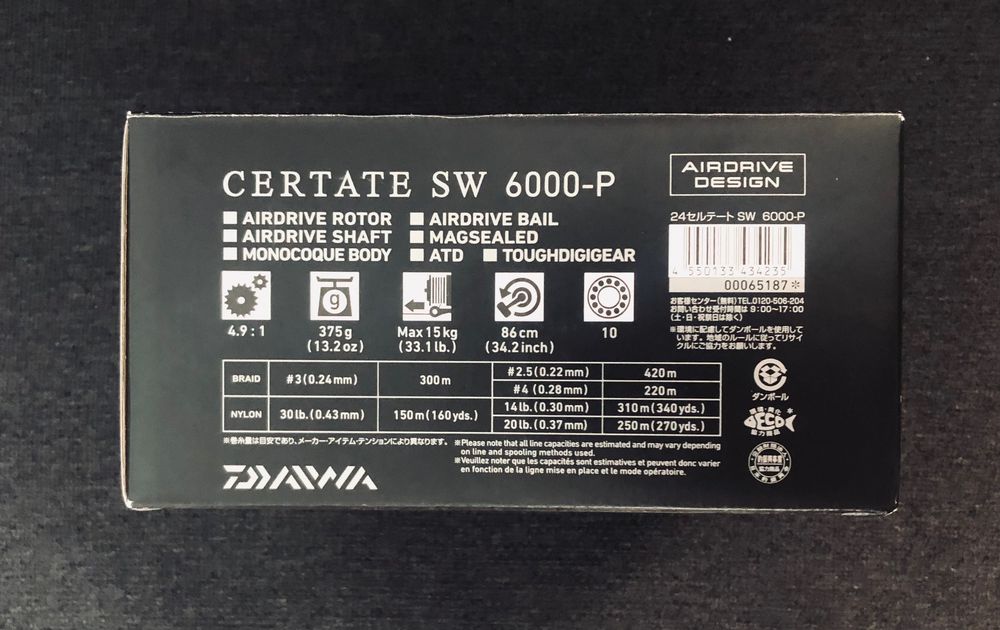 CERTATE SW 6000-P
AIRDRIVE DESIGN
■ AIRDRIVE ROTOR ■ AIRDRIVE BAIL
■ AIRDRIVE SHAFT ■ MAGSEALED
■ MONOCOQUE BODY ■ ATD ■ TOUGHDIGIGEAR
24セルテート SW 6000-P
4 550133 434235
00065187*
お客様センター(無料)TEL.0120-506-204
お問い合わせ受付時間は 9:00〜17:00
(土・日・祝祭日は除く)
※環境に配慮してダンボールを使用して
います。地域のルールに従ってリサイ
クルにご協力をお願いします。
g
4.9 : 1
375g
(13.2oz)
Max 15kg
(33.1lb.)
86cm
(34.2inch)
10
BRAID #3(0.24mm) 300m #2.5(0.22mm) 420m
#4 (0.28mm) 220m
NYLON 30lb.(0.43mm) 150m(160yds.) 14lb.(0.30mm) 310m(340yds.)
20lb.(0.37mm) 250m(270yds.)
※巻糸量は目安であり、メーカー・アイテム・テンションにより異なります。
※Please note that all line capacities are estimated and may vary depending
on line and spooling methods used.
※Veuillez noter que les capacités sont estimatives et peuvent donc varier
en fonction de la ligne mise en place et le mode opératoire.
DAIWA
ダンボール
環境・美化
ECO
協力商品